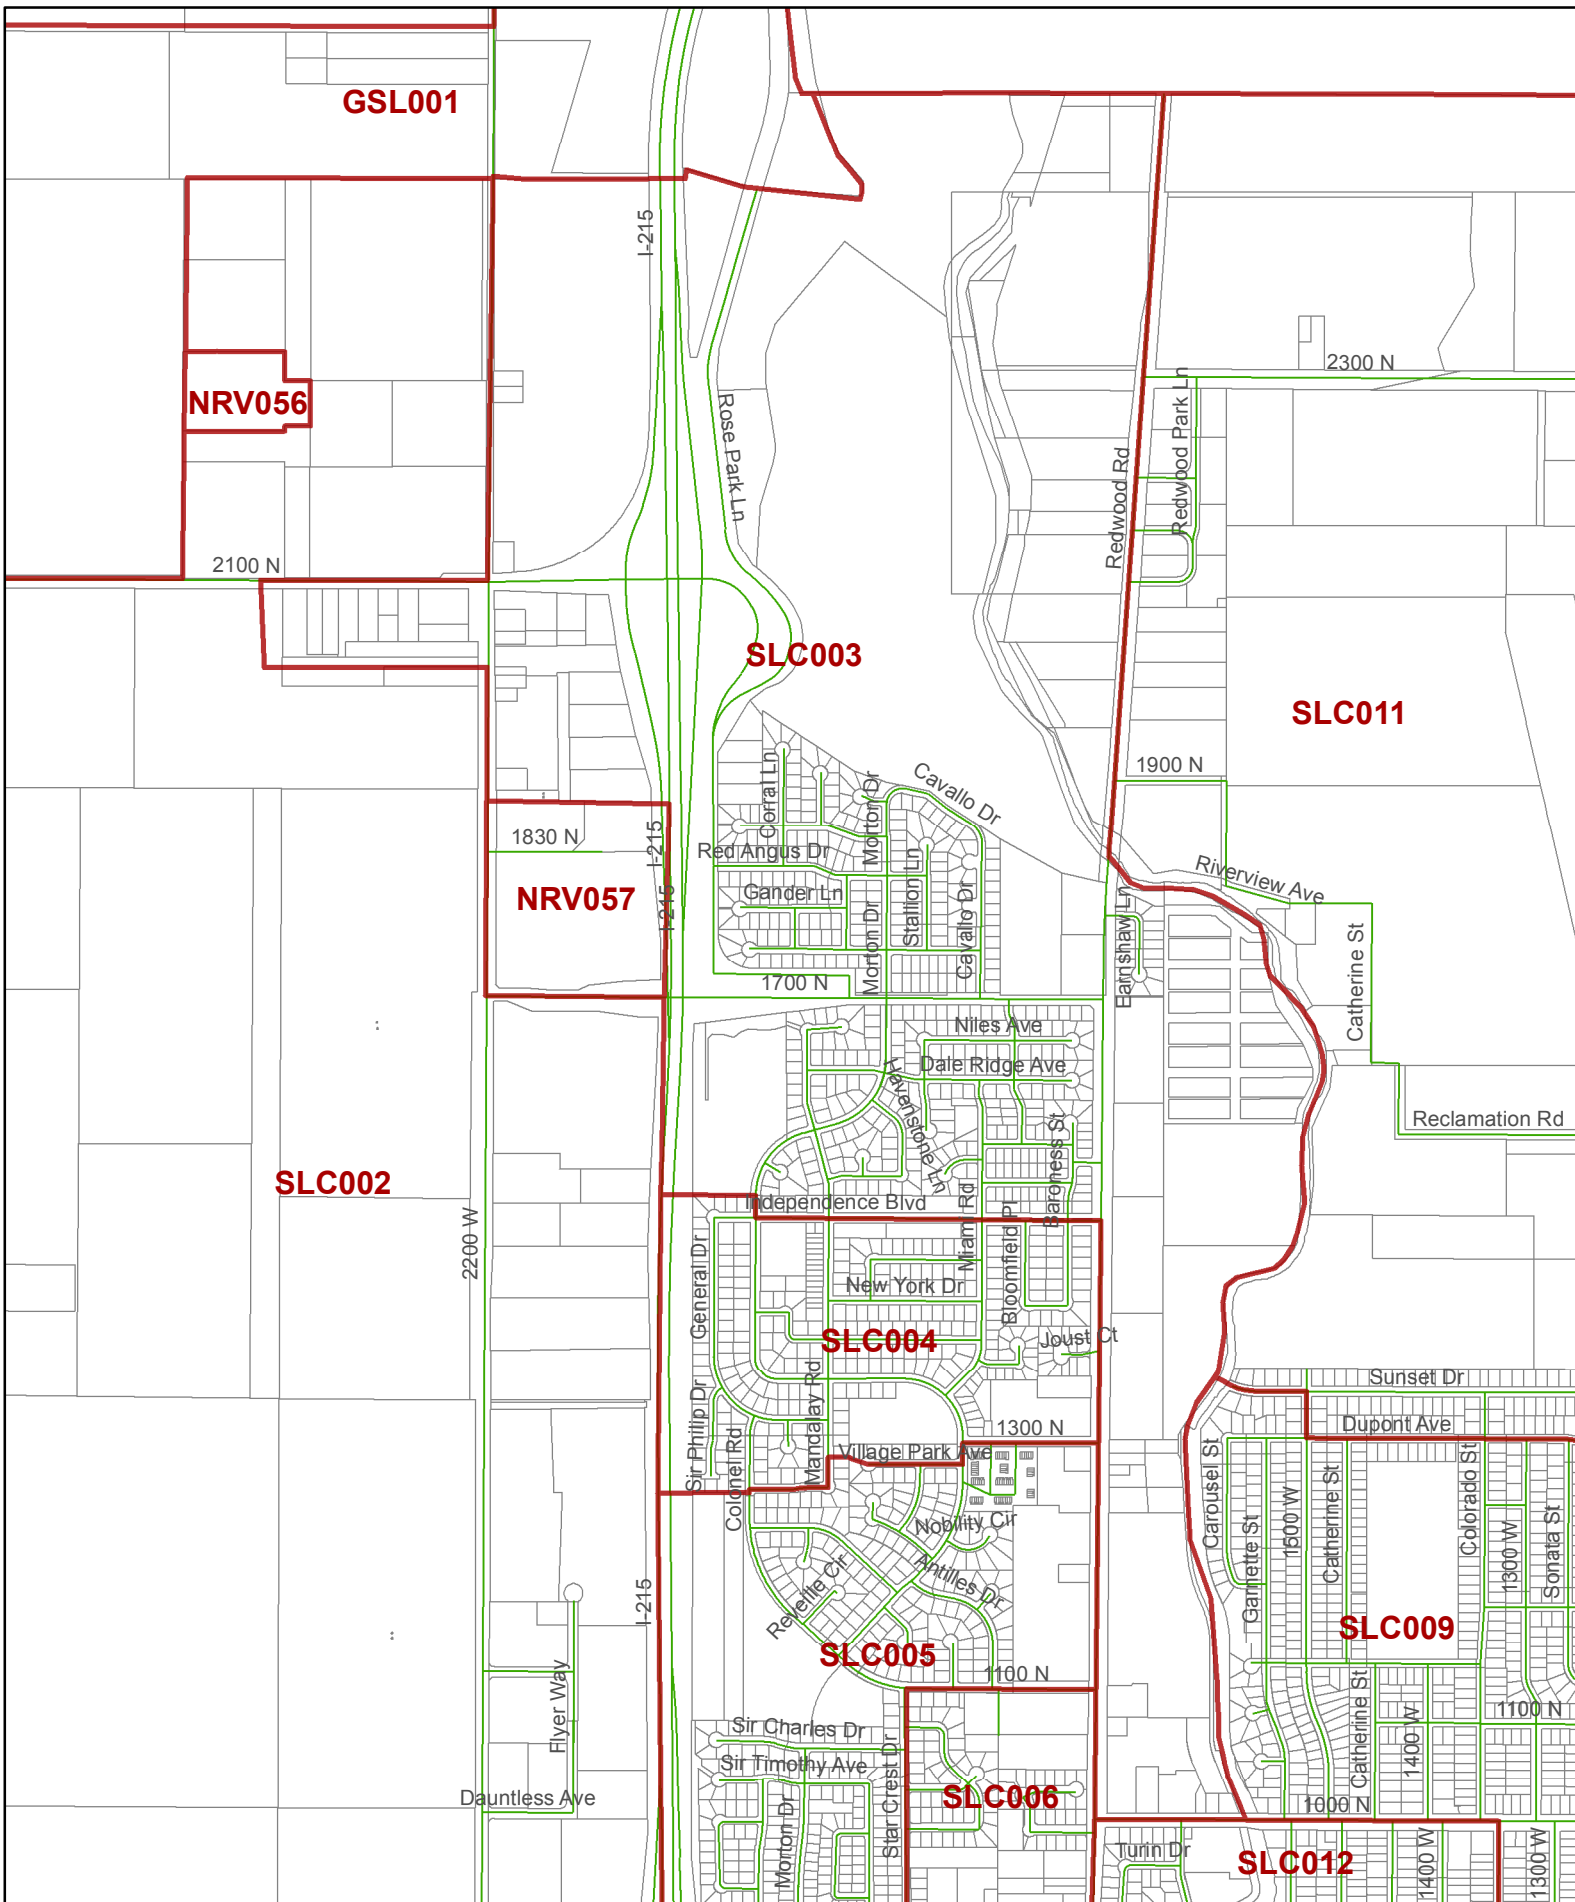 GSL001
I-215
2300 N
NRV056
Rose Park Ln
Redwood Park Ln
Redwood Rd
2100 N
SLC003
SLC011
1900 N
Corral Ln
Morton Dr
Cavallo Dr
1830 N
I-215
Red Angus Dr
Riverview Ave
NRV057
I-215
Gander Ln
Stallion Ln
Morton Dr
Cavallo Dr
Earnshaw Ln
Catherine St
1700 N
Niles Ave
Dale Ridge Ave
Havenstone Ln
Reclamation Rd
Baroness St
SLC002
Independence Blvd
Miami Rd
Bloomfield Pl
2200 W
General Dr
New York Dr
SLC004
Joust Ct
Sunset Dr
Sir Philip Dr
Mandalay Rd
1300 N
Dupont Ave
Village Park Ave
Colonel Rd
Carousel St
Colorado St
1500 W
Catherine St
Nobility Cir
1300 W
Sonata St
Garnette St
Reveille Cir
Antilles Dr
I-215
SLC009
SLC005
1100 N
Flyer Way
Sir Charles Dr
Catherine St
1400 W
1100 N
Sir Timothy Ave
Star Crest Dr
Dauntless Ave
SLC006
1000 N
Morton Dr
Turin Dr
SLC012
1400 W
1300 W